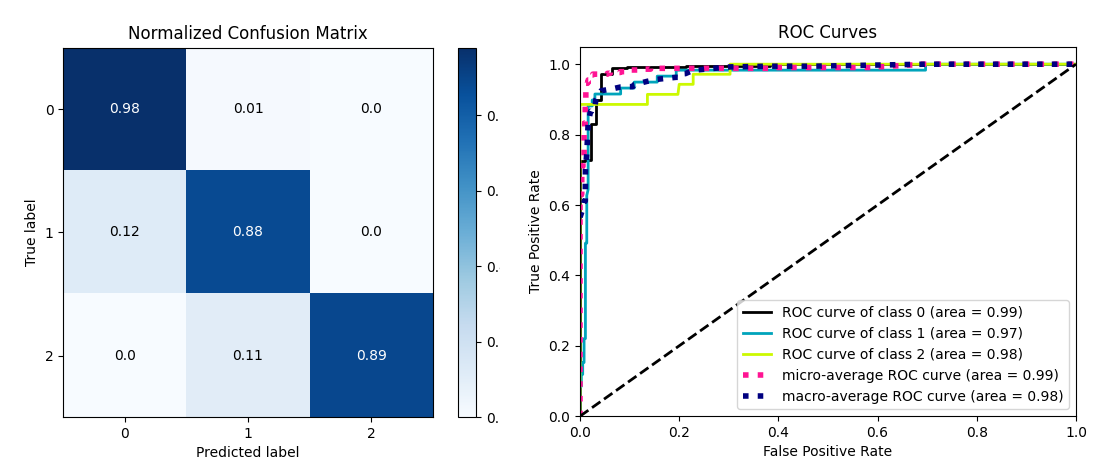 Normalized Confusion Matrix
True label
0
0.98
0.01
0.0
1
0.12
0.88
0.0
2
0.0
0.11
0.89
0
1
2
Predicted label
0.
0.
0.
0.
0.
ROC Curves
True Positive Rate
1.0
0.8
0.6
0.4
0.2
0.0
ROC curve of class 0 (area = 0.99)
ROC curve of class 1 (area = 0.97)
ROC curve of class 2 (area = 0.98)
micro-average ROC curve (area = 0.99)
macro-average ROC curve (area = 0.98)
0.0
0.2
0.4
0.6
0.8
1.0
False Positive Rate